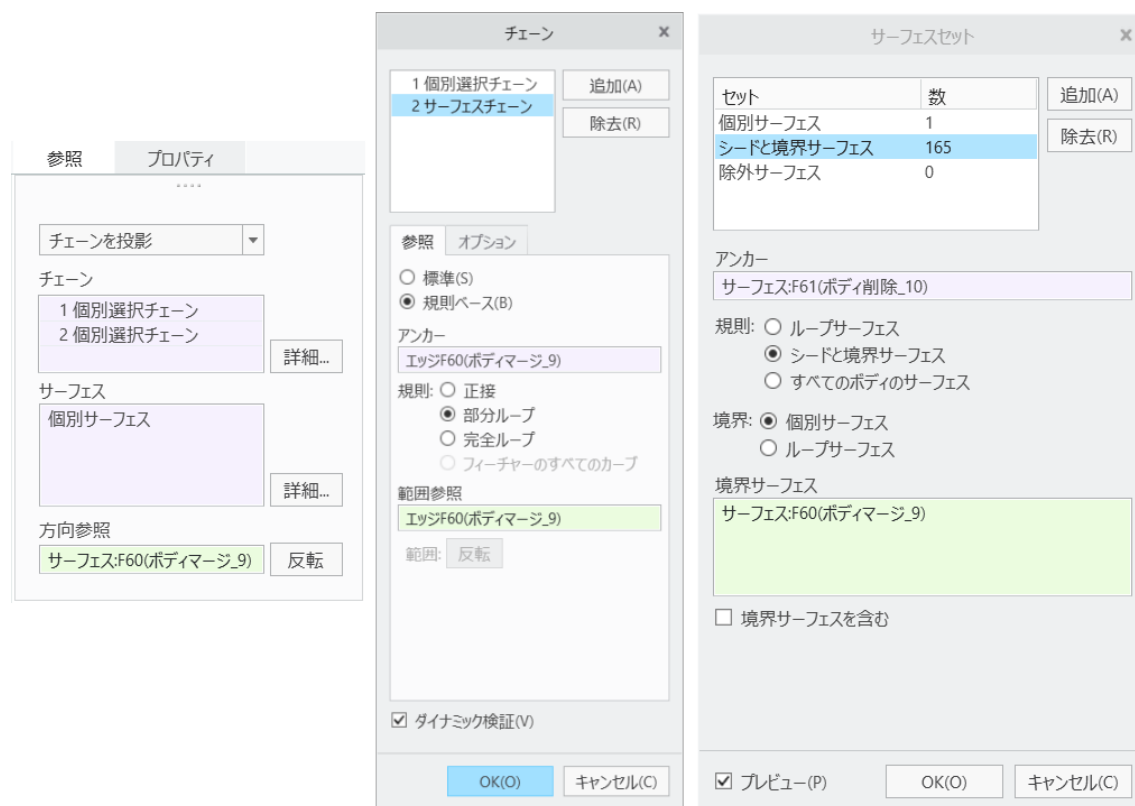 参照 プロパティ
チェーンを投影
チェーン
1 個別選択チェーン
2 個別選択チェーン
詳細...
サーフェス
個別サーフェス
詳細...
方向参照
サーフェス:F60(ボディマージ_9) 反転
チェーン x
1 個別選択チェーン
2 サーフェスチェーン
追加(A)
除去(R)
参照 オプション
標準(S)
規則ベース(B)
アンカー
エッジF60(ボディマージ_9)
規則: 正接
部分ループ
完全ループ
フィーチャーのすべてのカーブ
範囲参照
エッジF60(ボディマージ_9)
範囲: 反転
ダイナミック検証(V)
OK(O) キャンセル(C)
サーフェスセット x
セット 数
個別サーフェス 1
シードと境界サーフェス 165
除外サーフェス 0
追加(A)
除去(R)
アンカー
サーフェス:F61(ボディ削除_10)
規則: ループサーフェス
シードと境界サーフェス
すべてのボディのサーフェス
境界: 個別サーフェス
ループサーフェス
境界サーフェス
サーフェス:F60(ボディマージ_9)
境界サーフェスを含む
プレビュー(P) OK(O) キャンセル(C)